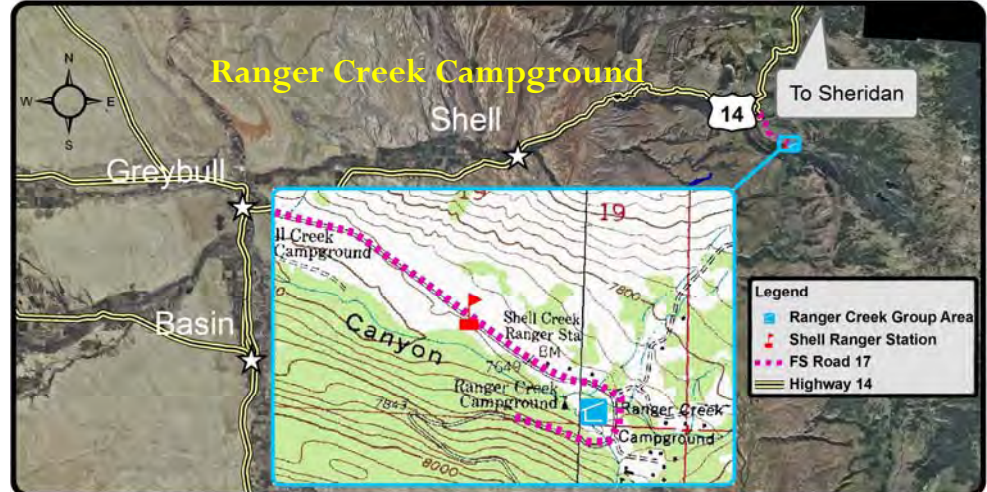 Ranger Creek Campground
N
W
E
S
To Sheridan
14
Shell
Greybull
Basin
19
19
ll Creek
Campground
7800
Shell Creek
Ranger Sta
BM
Canyon
7649
Ranger Creek
Campground
7843
Ranger Creek
Campground
8000
Legend
Ranger Creek Group Area
Shell Ranger Station
FS Road 17
Highway 14